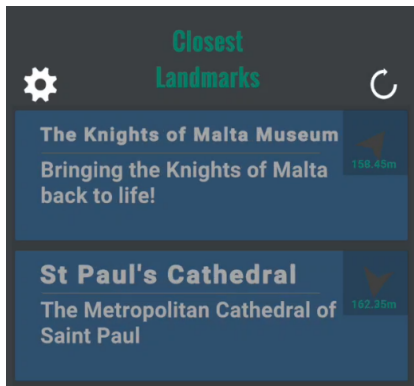 Closest
Landmarks
The Knights of Malta Museum
158.45m
Bringing the Knights of Malta
back to life!
St Paul's Cathedral
162.35m
The Metropolitan Cathedral of
Saint Paul